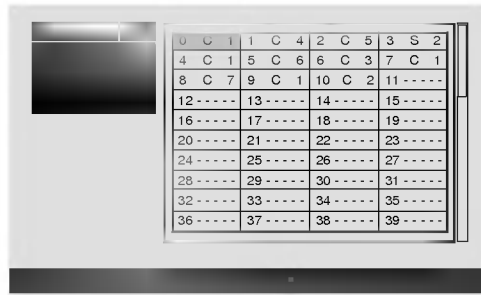 0 C 1 1 C 4 2 C 5 3 S 2
4 C 1 5 C 6 6 C 3 7 C 1
8 C 7 9 C 1 10 C 2 11 - - - - -
12 - - - - - 13 - - - - - 14 - - - - - 15 - - - - -
16 - - - - - 17 - - - - - 18 - - - - - 19 - - - - -
20 - - - - - 21 - - - - - 22 - - - - - 23 - - - - -
24 - - - - - 25 - - - - - 26 - - - - - 27 - - - - -
28 - - - - - 29 - - - - - 30 - - - - - 31 - - - - -
32 - - - - - 33 - - - - - 34 - - - - - 35 - - - - -
36 - - - - - 37 - - - - - 38 - - - - - 39 - - - - -